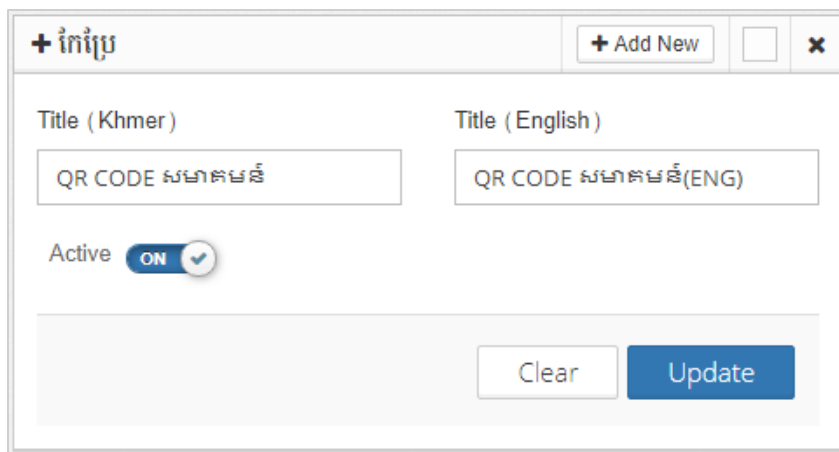 កែប្រែ
Add New
Title ( Khmer )
Title ( English )
QR CODE សមាគមន៍
QR CODE សមាគមន៍(ENG)
Active
ON
Clear
Update